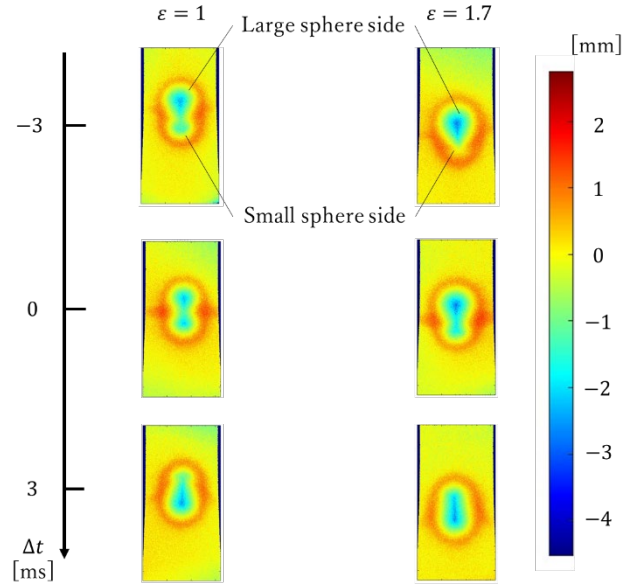 ε = 1
Large sphere side
ε = 1.7
[mm]
−3
Small sphere side
0
3
Δt
[ms]
2
1
0
−1
−2
−3
−4